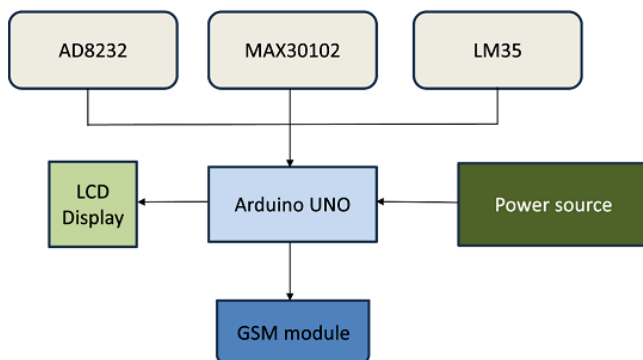 AD8232
MAX30102
LM35
LCD
Display
Arduino UNO
Power source
GSM module